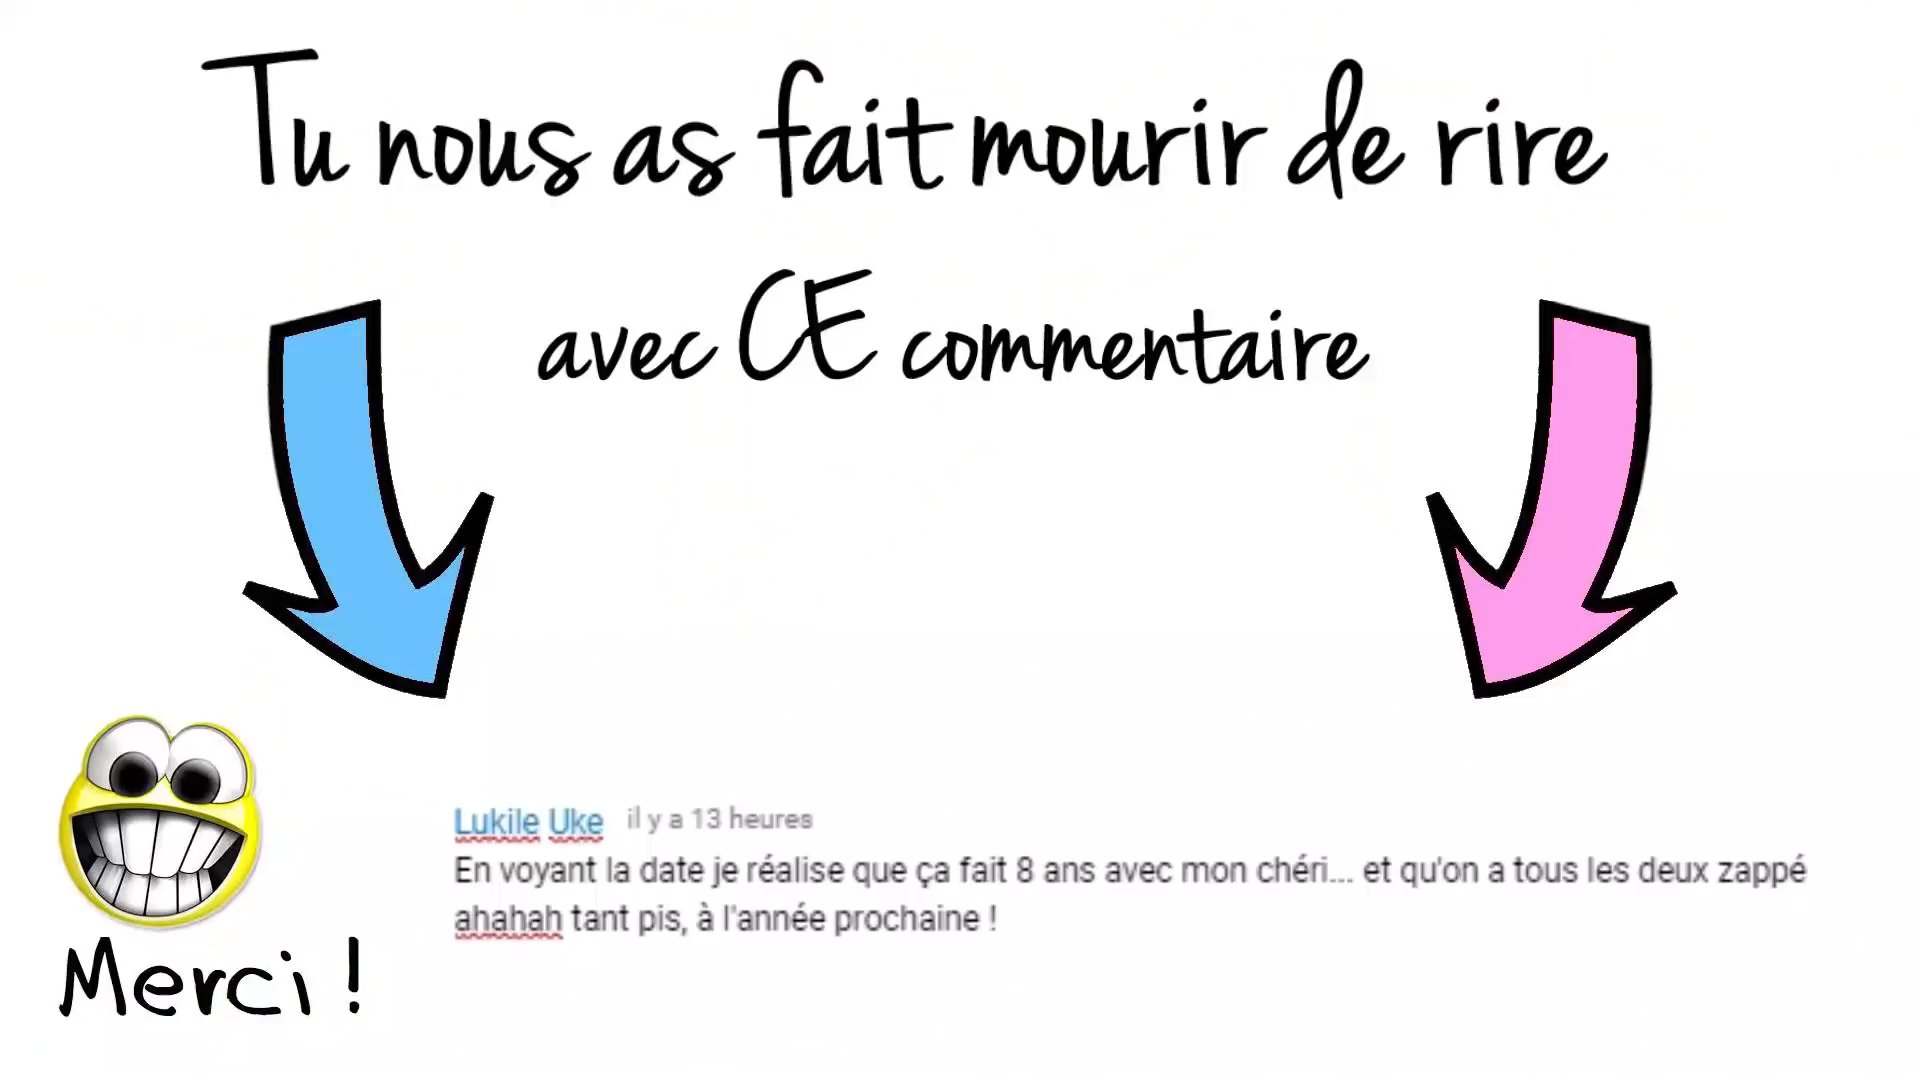 Tu nous as fait mourir de rire
avec CE commentaire
Lukile Uke il y a 13 heures
En voyant la date je réalise que ça fait 8 ans avec mon chéri... et qu'on a tous les deux zappé
ahahah tant pis, à l'année prochaine !
Merci !